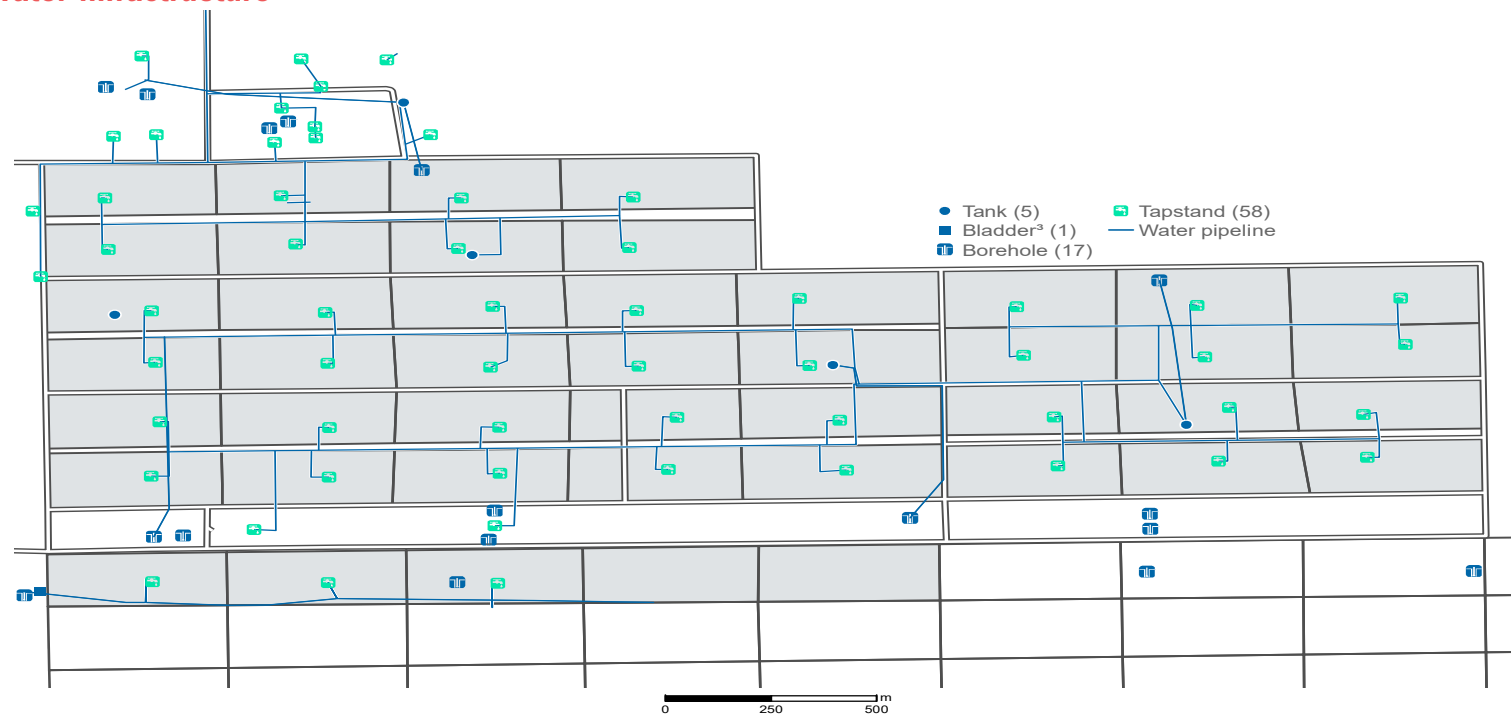 Tank (5)
Tapstand (58)
Bladder³ (1)
Water pipeline
Borehole (17)
m
0 250 500